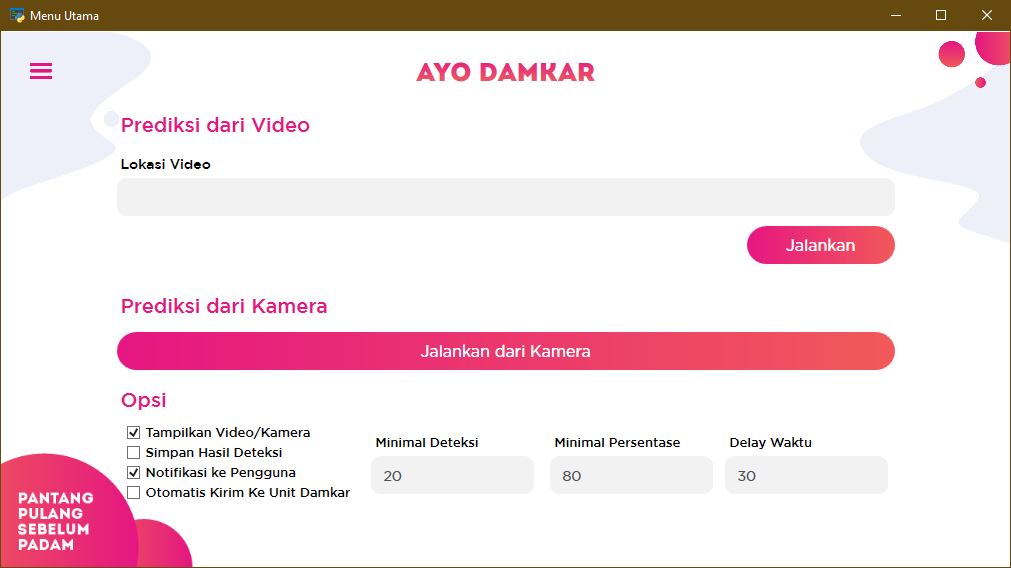 Menu Utama
AYO DAMKAR
Prediksi dari Video
Lokasi Video
Jalankan
Prediksi dari Kamera
Jalankan dari Kamera
Opsi
Tampilkan Video/Kamera
Simpan Hasil Deteksi
Notifikasi ke Pengguna
Otomatis Kirim Ke Unit Damkar
Minimal Deteksi
20
Minimal Persentase
80
Delay Waktu
30
PANTANG
PULANG
SEBELUM
PADAM